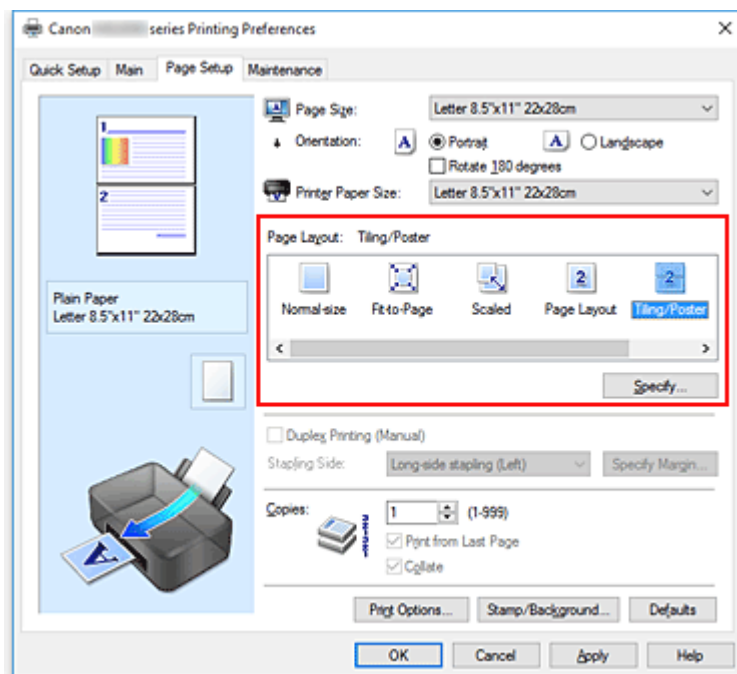 Canon series Printing Preferences
Quick Setup Main Page Setup Maintenance
1
2
Plain Paper
Letter 8.5"x11" 22x28cm
A
Page Size: Letter 8.5"x11" 22x28cm
Orientation: A Portrait A Landscape
Rotate 180 degrees
Printer Paper Size: Letter 8.5"x11" 22x28cm
Page Layout: Tiling/Poster
2 2
Normal-size Fit-to-Page Scaled Page Layout Tiling/Poster
Specify...
Duplex Printing (Manual)
Stapling Side: Long-side stapling (Left) Specify Margin...
Copies: 1 (1-999)
Print from Last Page
Collate
Print Options... Stamp/Background... Defaults
OK Cancel Apply Help